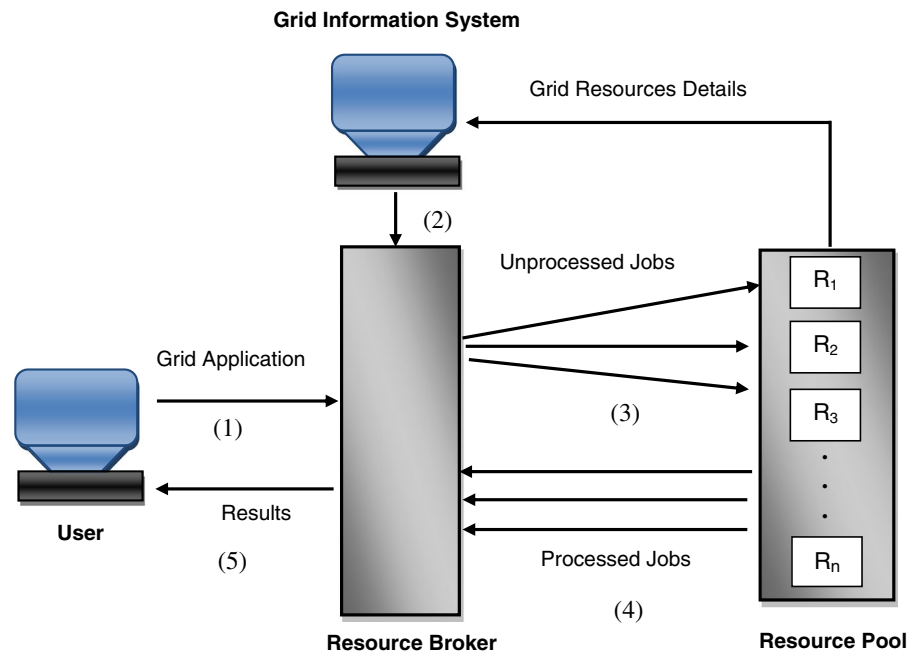 Grid Information System
Grid Resources Details
(2)
Unprocessed Jobs
R1
R2
Grid Application
(1)
(3)
R3
.
.
.
Results
User
(5)
Processed Jobs
Rn
(4)
Resource Broker
Resource Pool